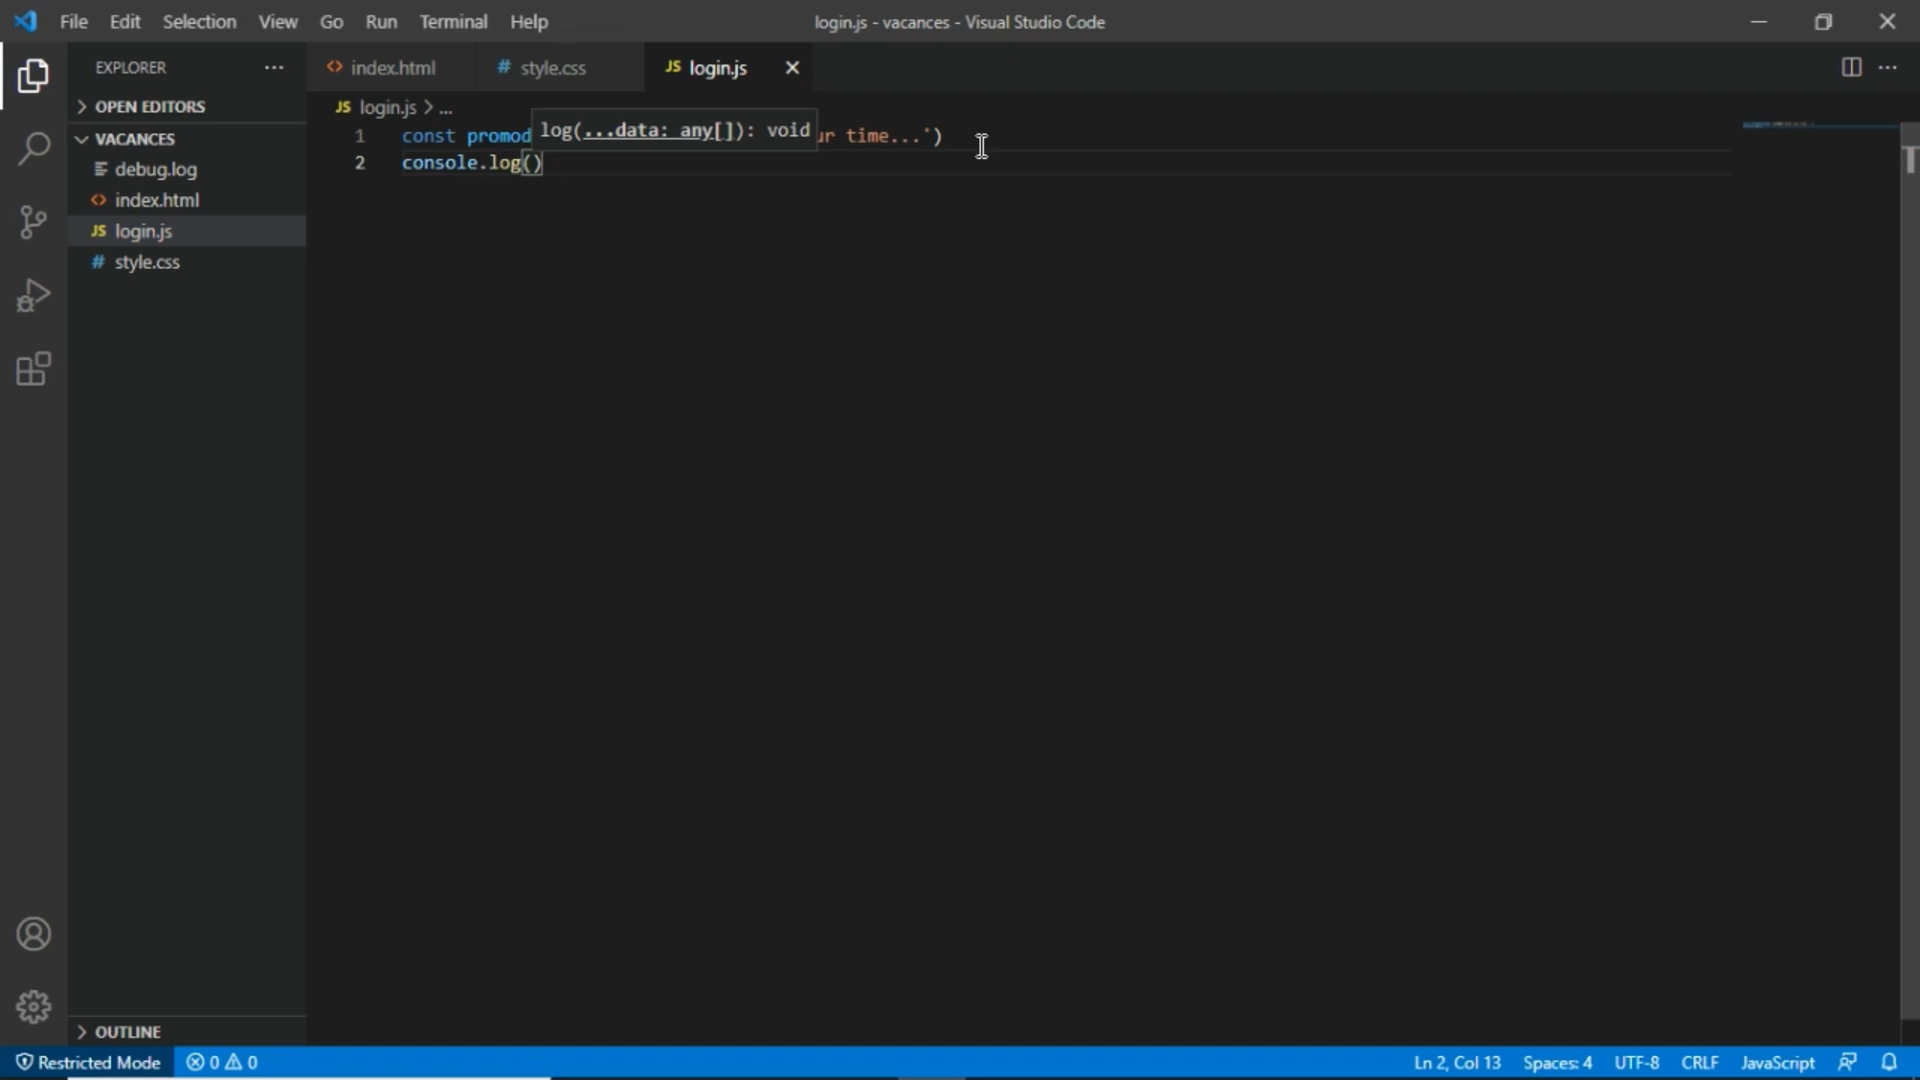 File Edit Selection View Go Run Terminal Help
login.js - vacances - Visual Studio Code
EXPLORER
OPEN EDITORS
VACANCES
debug.log
<> index.html
JS login.js
# style.css
OUTLINE
<> index.html
# style.css
JS login.js
JS login.js > ...
log(...data: any[]): void
1 const promod ur time...')
2 console.log()
Restricted Mode 0 0
Ln 2, Col 13 Spaces: 4 UTF-8 CRLF JavaScript